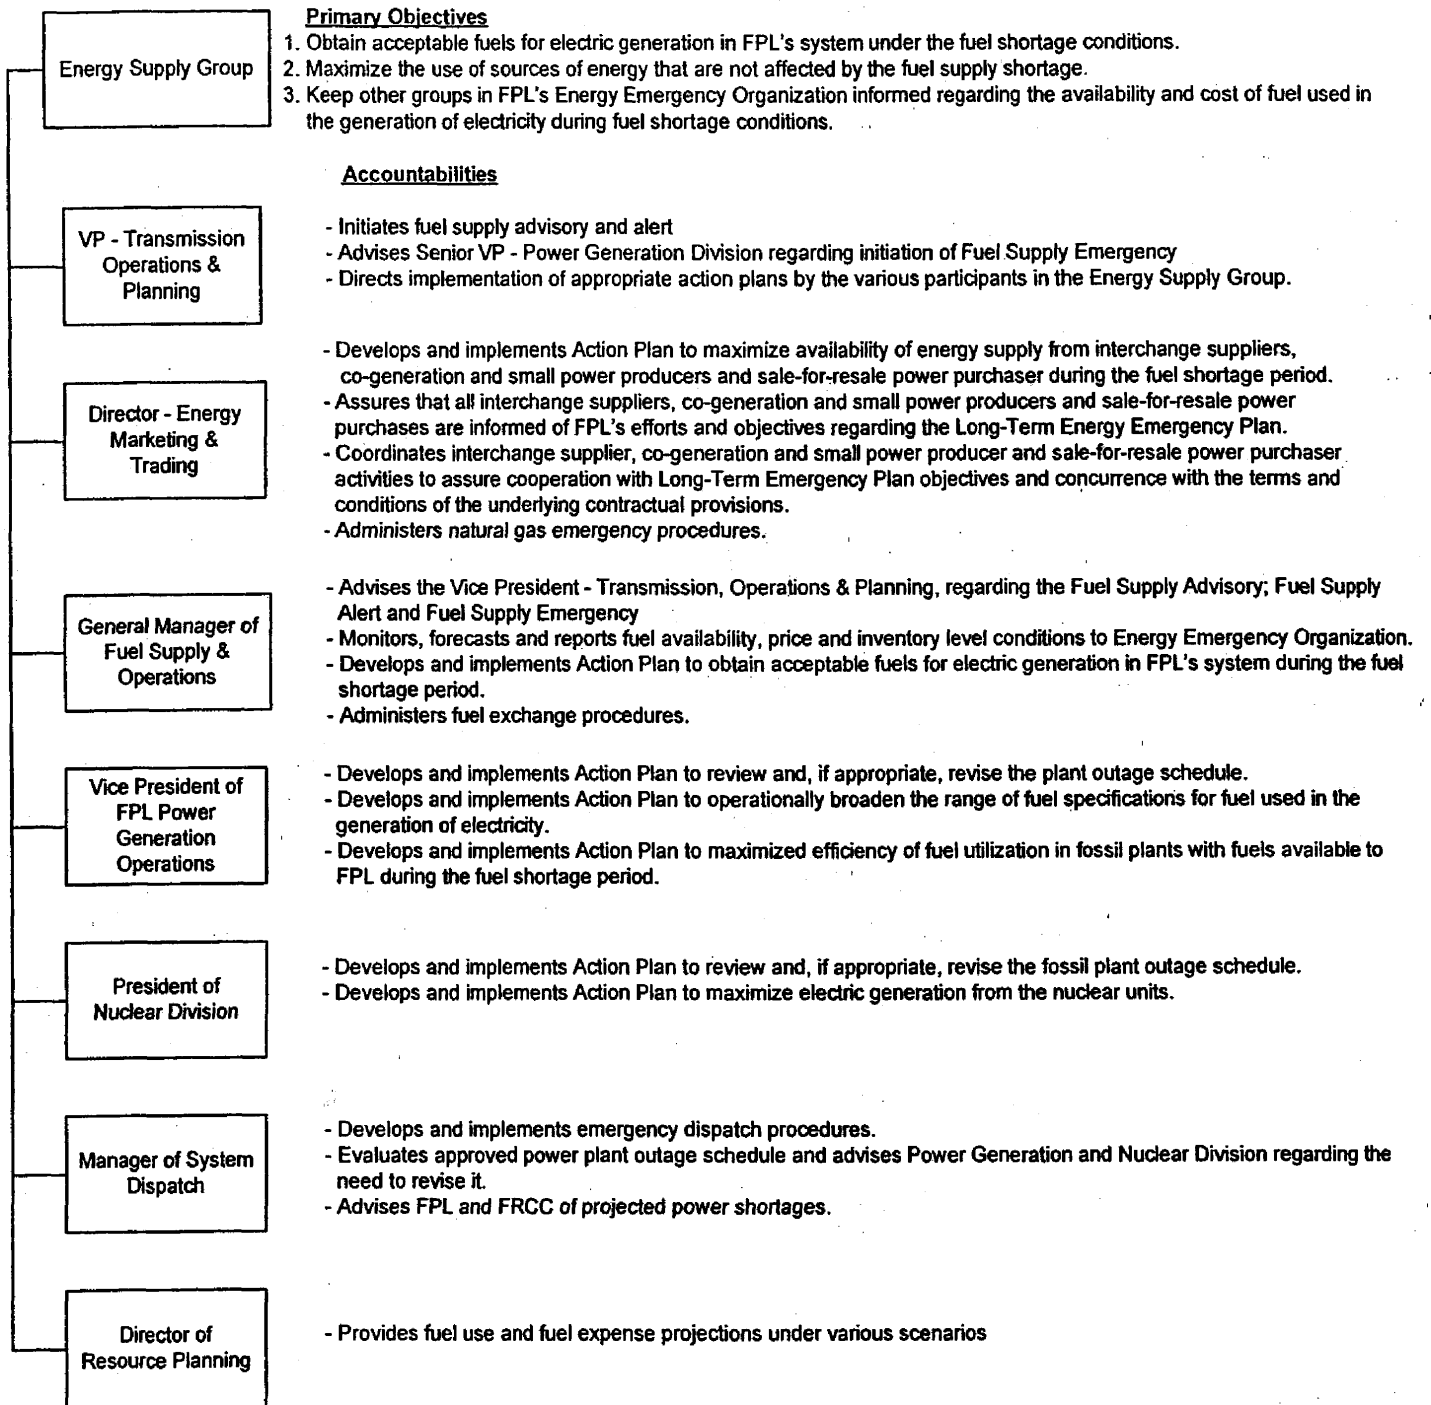 Primary Objectives
Energy Supply Group
1. Obtain acceptable fuels for electric generation in FPL's system under the fuel shortage conditions.
2. Maximize the use of sources of energy that are not affected by the fuel supply shortage.
3. Keep other groups in FPL's Energy Emergency Organization informed regarding the availability and cost of fuel used in
the generation of electricity during fuel shortage conditions.
Accountabilities
VP - Transmission
Operations &
Planning
- Initiates fuel supply advisory and alert
- Advises Senior VP - Power Generation Division regarding initiation of Fuel Supply Emergency
- Directs implementation of appropriate action plans by the various participants in the Energy Supply Group.
Director - Energy
Marketing &
Trading
- Develops and implements Action Plan to maximize availability of energy supply from interchange suppliers,
co-generation and small power producers and sale-for-resale power purchaser during the fuel shortage period.
- Assures that all interchange suppliers, co-generation and small power producers and sale-for-resale power
purchases are informed of FPL's efforts and objectives regarding the Long-Term Energy Emergency Plan.
- Coordinates interchange supplier, co-generation and small power producer and sale-for-resale power purchaser
activities to assure cooperation with Long-Term Emergency Plan objectives and concurrence with the terms and
conditions of the underlying contractual provisions.
- Administers natural gas emergency procedures.
General Manager of
Fuel Supply &
Operations
- Advises the Vice President - Transmission, Operations & Planning, regarding the Fuel Supply Advisory; Fuel Supply
Alert and Fuel Supply Emergency
- Monitors, forecasts and reports fuel availability, price and inventory level conditions to Energy Emergency Organization.
- Develops and implements Action Plan to obtain acceptable fuels for electric generation in FPL's system during the fuel
shortage period.
- Administers fuel exchange procedures.
Vice President of
FPL Power
Generation
Operations
- Develops and implements Action Plan to review and, if appropriate, revise the plant outage schedule.
- Develops and implements Action Plan to operationally broaden the range of fuel specifications for fuel used in the
generation of electricity.
- Develops and implements Action Plan to maximized efficiency of fuel utilization in fossil plants with fuels available to
FPL during the fuel shortage period.
President of
Nuclear Division
- Develops and implements Action Plan to review and, if appropriate, revise the fossil plant outage schedule.
- Develops and implements Action Plan to maximize electric generation from the nuclear units.
Manager of System
Dispatch
- Develops and implements emergency dispatch procedures.
- Evaluates approved power plant outage schedule and advises Power Generation and Nuclear Division regarding the
need to revise it.
- Advises FPL and FRCC of projected power shortages.
Director of
Resource Planning
- Provides fuel use and fuel expense projections under various scenarios